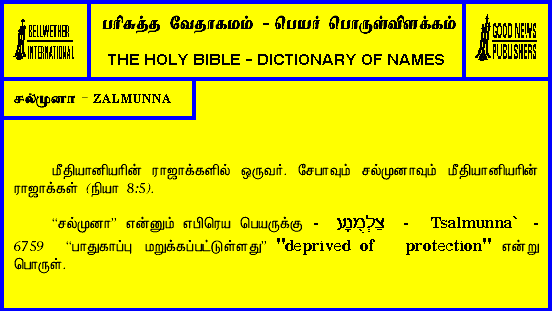 BELLWETHER
INTERNATIONAL
பரிசுத்த வேதாகமம் - பெயர் பொருள்விளக்கம்
THE HOLY BIBLE - DICTIONARY OF NAMES
GOOD NEWS
PUBLISHERS
சல்முனா - ZALMUNNA
மீதியானியரின் ராஜாக்களில் ஒருவர். சேபாவும் சல்முனாவும் மீதியானியரின்
ராஜாக்கள் (நியா 8:5).
“சல்முனா” என்னும் எபிரெய பெயருக்கு - צַלְמֻנָּע - Tsalmunna` -
6759 “பாதுகாப்பு மறுக்கப்பட்டுள்ளது” "deprived of protection" என்று
பொருள்.